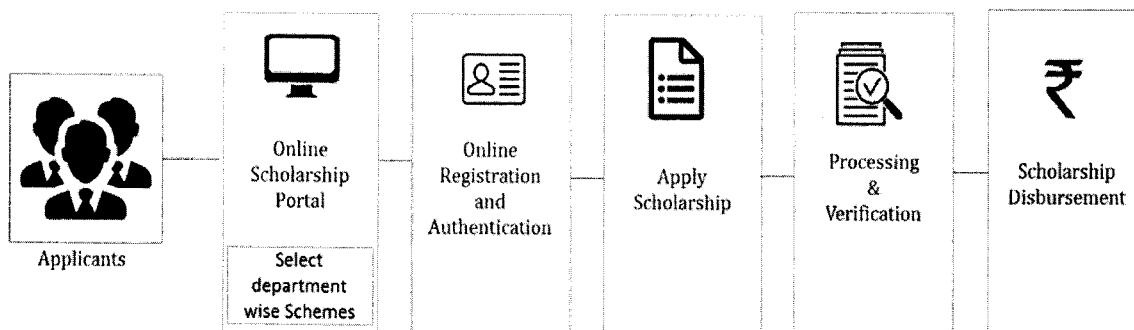 Applicants
Online
Scholarship
Portal
Select
department
wise Schemes
Online
Registration
and
Authentication
Apply
Scholarship
Processing
&
Verification
₹
Scholarship
Disbursement